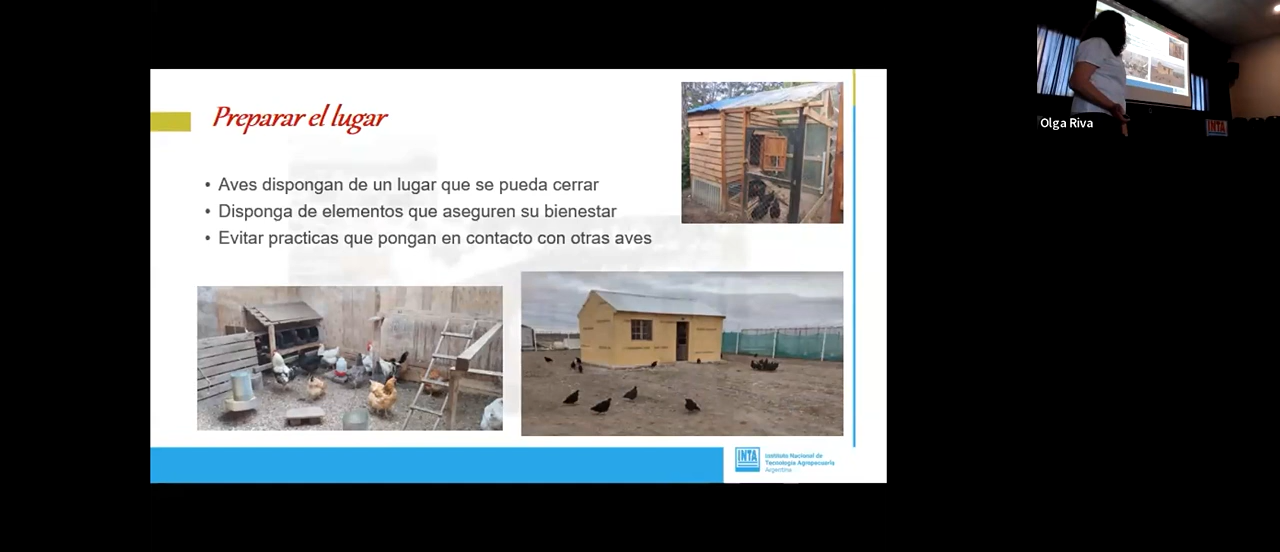 Preparar el lugar
• Aves dispongan de un lugar que se pueda cerrar
• Disponga de elementos que aseguren su bienestar
• Evitar practicas que pongan en contacto con otras aves
INTA
Instituto Nacional de
Tecnología Agropecuaria
Argentina
Olga Riva
INTA